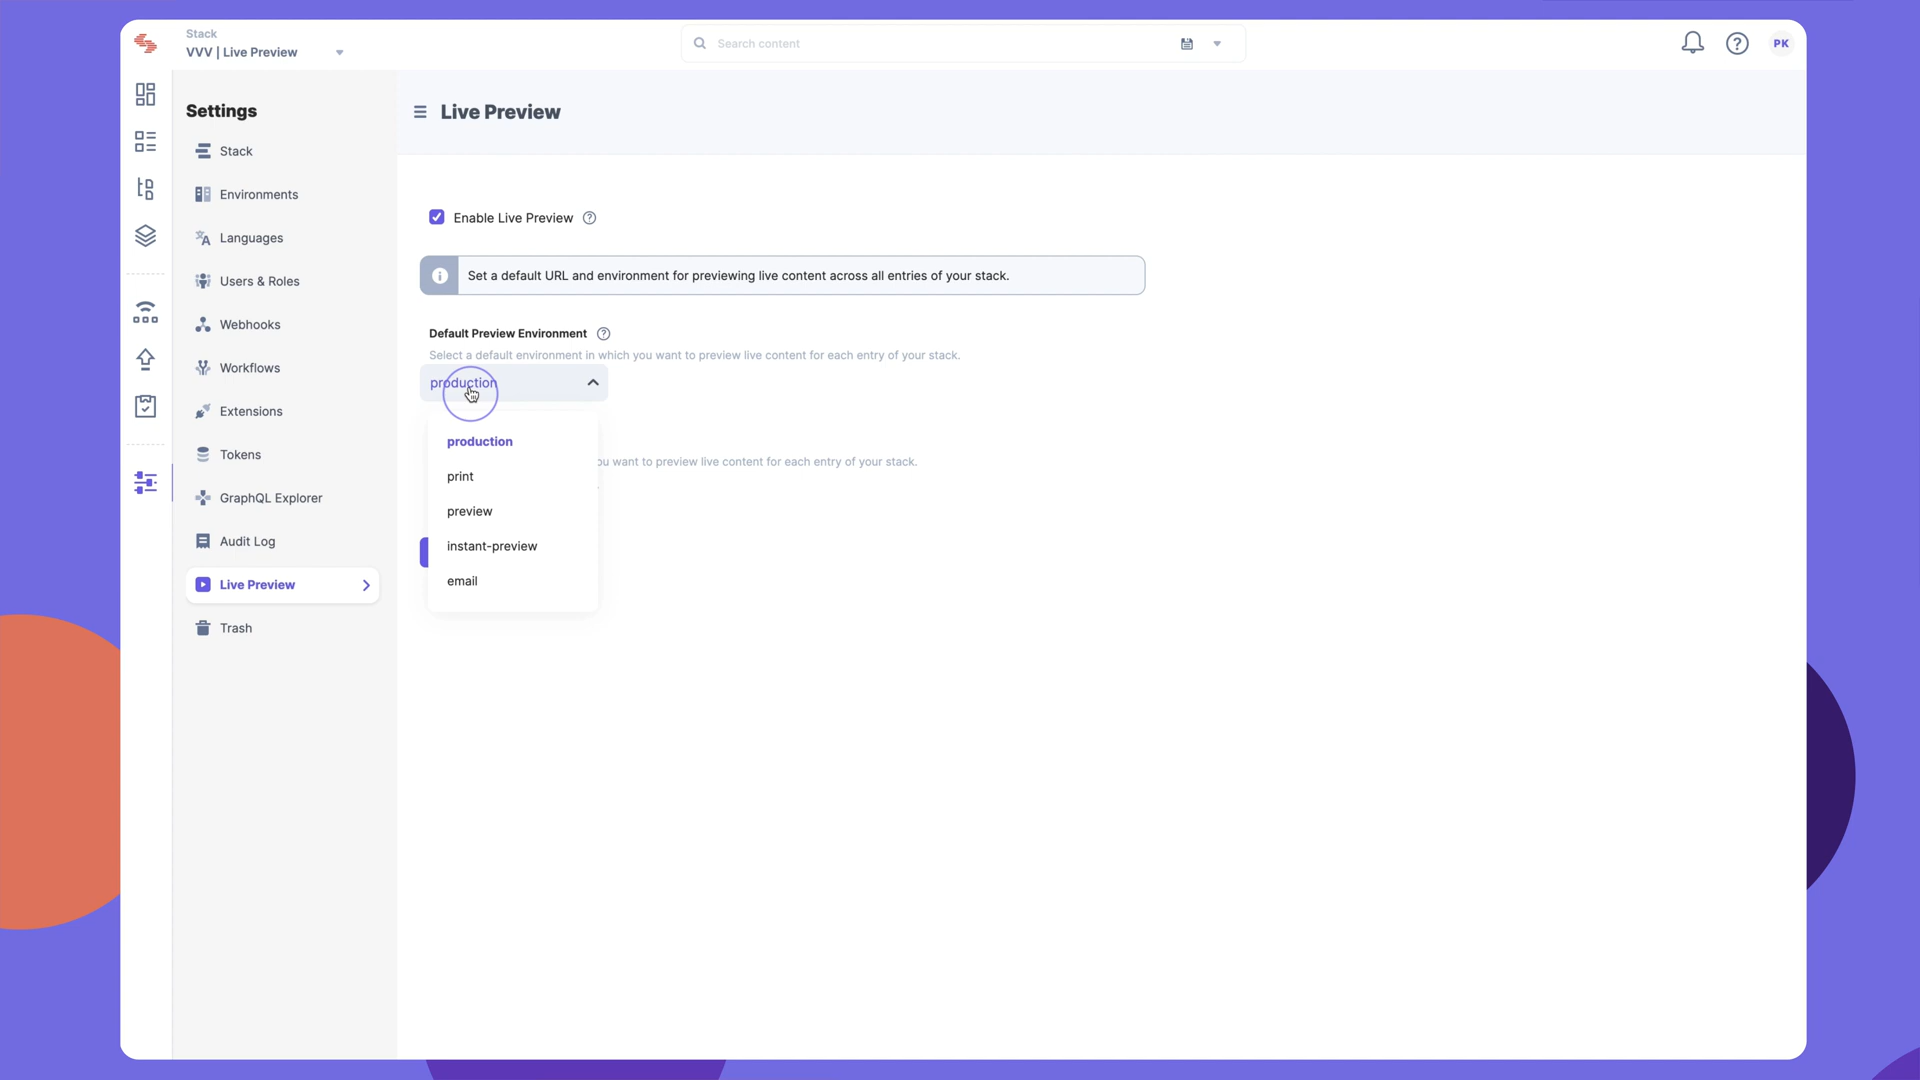 Stack
VVV | Live Preview
Search content
PK
Settings
Stack
Environments
Languages
Users & Roles
Webhooks
Workflows
Extensions
Tokens
GraphQL Explorer
Audit Log
Live Preview
Trash
Live Preview
Enable Live Preview
Set a default URL and environment for previewing live content across all entries of your stack.
Default Preview Environment
Select a default environment in which you want to preview live content for each entry of your stack.
production
production
print
preview
instant-preview
email
you want to preview live content for each entry of your stack.